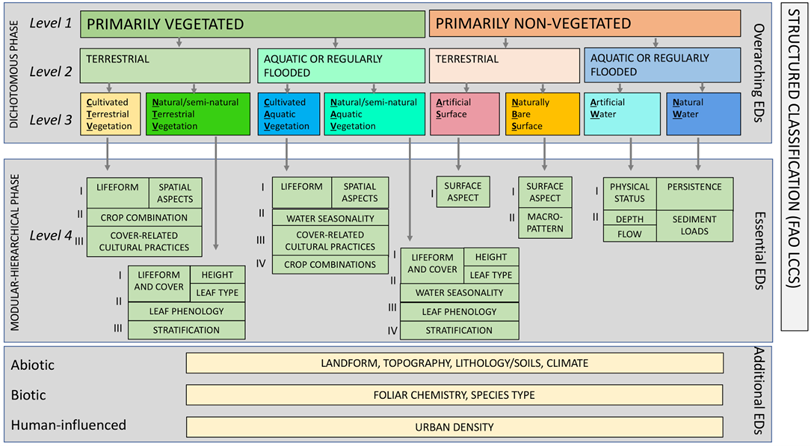 DICHOTOMOUS PHASE
Level 1
PRIMARILY VEGETATED
PRIMARILY NON-VEGETATED
Level 2
TERRESTRIAL
AQUATIC OR REGULARLY
FLOODED
TERRESTRIAL
AQUATIC OR REGULARLY
FLOODED
Level 3
Cultivated
Terrestrial
Vegetation
Natural/semi-natural
Terrestrial
Vegetation
Cultivated
Aquatic
Vegetation
Natural/semi-natural
Aquatic
Vegetation
Artificial
Surface
Naturally
Bare
Surface
Artificial
Water
Natural
Water
Overarching EDs
STRUCTURED CLASSIFICATION (FAO LCCS)
MODULAR-HIERARCHICAL PHASE
Level 4
I
LIFEFORM
SPATIAL
ASPECTS
II
CROP COMBINATION
III
COVER-RELATED
CULTURAL PRACTICES
I
LIFEFORM
AND COVER
HEIGHT
LEAF TYPE
II
LEAF PHENOLOGY
III
STRATIFICATION
I
LIFEFORM
SPATIAL
ASPECTS
II
WATER SEASONALITY
III
COVER-RELATED
CULTURAL PRACTICES
IV
CROP COMBINATIONS
I
LIFEFORM
AND COVER
HEIGHT
LEAF TYPE
II
WATER SEASONALITY
III
LEAF PHENOLOGY
IV
STRATIFICATION
I
SURFACE
ASPECT
I
SURFACE
ASPECT
II
MACRO-
PATTERN
I
PHYSICAL
STATUS
PERSISTENCE
II
DEPTH
FLOW
SEDIMENT
LOADS
Essential EDs
Abiotic
LANDFORM, TOPOGRAPHY, LITHOLOGY/SOILS, CLIMATE
Biotic
FOLIAR CHEMISTRY, SPECIES TYPE
Human-influenced
URBAN DENSITY
Additional EDs